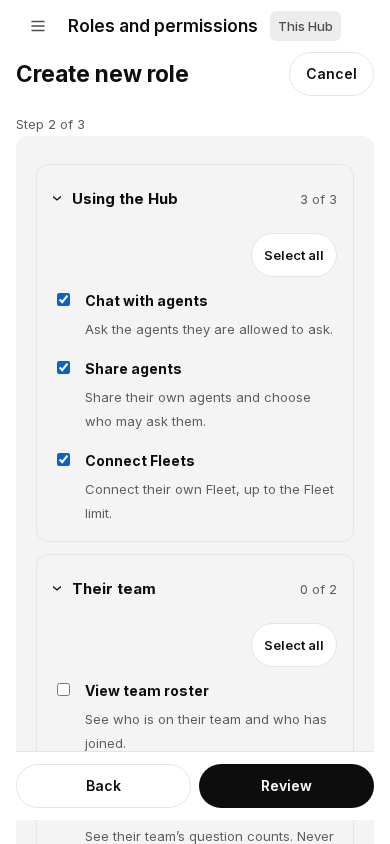 Roles and permissions
This Hub
Create new role
Cancel
Step 2 of 3
Using the Hub
3 of 3
Select all
Chat with agents
Ask the agents they are allowed to ask.
Share agents
Share their own agents and choose
who may ask them.
Connect Fleets
Connect their own Fleet, up to the Fleet
limit.
Their team
0 of 2
Select all
View team roster
See who is on their team and who has
joined.
Back
Review
See their team’s question counts. Never